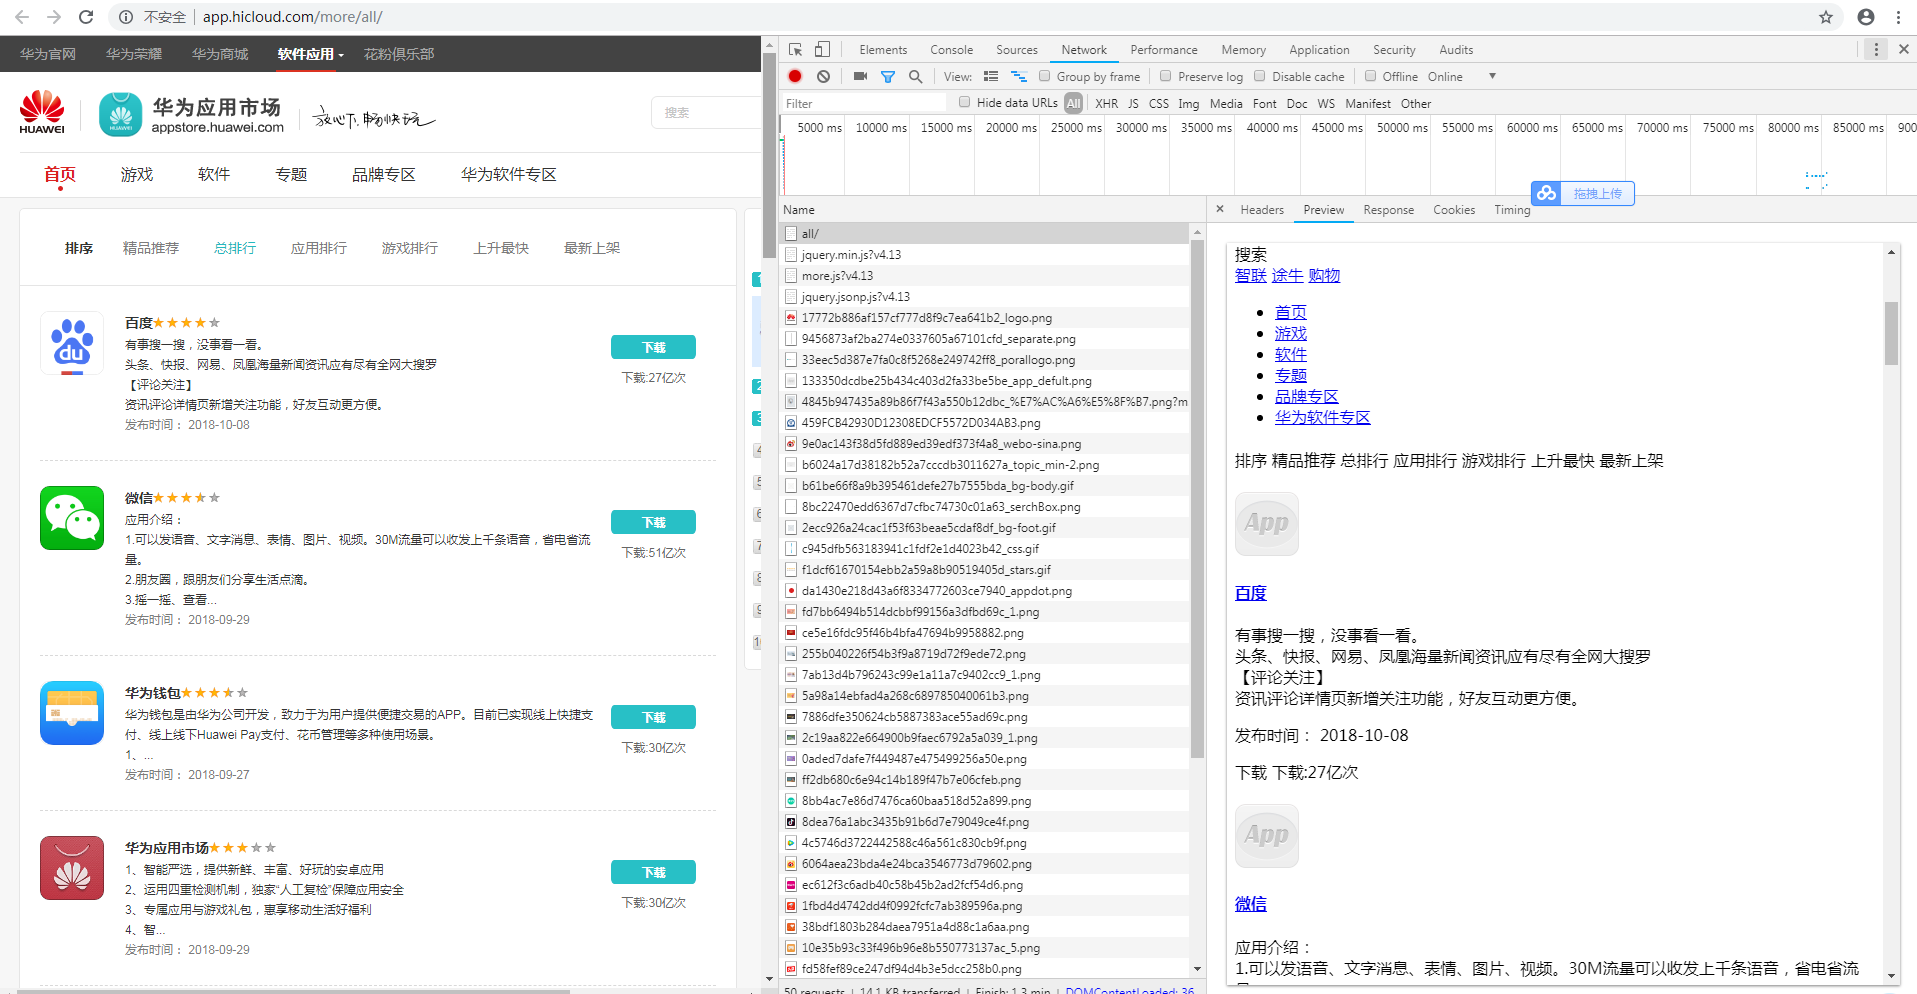 不安全 app.hicloud.com/more/all/
华为官网 华为荣耀 华为商城 软件应用 花粉俱乐部
HUAWEI
华为应用市场
appstore.huawei.com
放心下, 畅快玩
搜索
首页 游戏 软件 专题 品牌专区 华为软件专区
排序 精品推荐 总排行 应用排行 游戏排行 上升最快 最新上架
百度
有事搜一搜，没事看一看。
头条、快报、网易、凤凰海量新闻资讯应有尽有全网大搜罗
【评论关注】
资讯评论详情页新增关注功能，好友互动更方便。
发布时间： 2018-10-08
下载
下载:27亿次
微信
应用介绍：
1.可以发语音、文字消息、表情、图片、视频。30M流量可以收发上千条语音，省电省流
量。
2.朋友圈，跟朋友们分享生活点滴。
3.摇一摇、查看...
发布时间： 2018-09-29
下载
下载:51亿次
华为钱包
华为钱包是由华为公司开发，致力于为用户提供便捷交易的APP。目前已实现线上快捷支
付、线上线下Huawei Pay支付、花币管理等多种使用场景。
1、...
发布时间： 2018-09-27
下载
下载:30亿次
华为应用市场
1、智能严选，提供新鲜、丰富、好玩的安卓应用
2、运用四重检测机制，独家“人工复检”保障应用安全
3、专属应用与游戏礼包，惠享移动生活好福利
4、智...
发布时间： 2018-09-29
下载
下载:30亿次
Elements Console Sources Network Performance Memory Application Security Audits
View: Group by frame Preserve log Disable cache Offline Online
Filter Hide data URLs All XHR JS CSS Img Media Font Doc WS Manifest Other
5000 ms 10000 ms 15000 ms 20000 ms 25000 ms 30000 ms 35000 ms 40000 ms 45000 ms 50000 ms 55000 ms 60000 ms 65000 ms 70000 ms 75000 ms 80000 ms 85000 ms 900
拖拽上传
Name
all/
jquery.min.js?v4.13
more.js?v4.13
jquery.jsonp.js?v4.13
17772b886af157cf777d8f9c7ea641b2_logo.png
9456873af2ba274e0337605a67101cfd_separate.png
33eec5d387e7fa0c8f5268e249742ff8_porallogo.png
133350dcdbe25b434c403d2fa33be5be_app_defult.png
4845b947435a89b86f7f43a550b12dbc_%E7%AC%A6%E5%8F%B7.png?m
459FCB42930D12308EDCF5572D034AB3.png
9e0ac143f38d5fd889ed39edf373f4a8_webo-sina.png
b6024a17d38182b52a7cccdb3011627a_topic_min-2.png
b61be66f8a9b395461defe27b7555bda_bg-body.gif
8bc22470edd6367d7cfbc74730c01a63_serchBox.png
2ecc926a24cac1f53f63beae5cdaf8df_bg-foot.gif
c945dfb563183941c1fdf2e1d4023b42_css.gif
f1dcf61670154ebb2a59a8b90519405d_stars.gif
da1430e218d43a6f8334772603ce7940_appdot.png
fd7bb6494b514dcbbf99156a3dfbd69c_1.png
ce5e16fdc95f46b4bfa47694b9958882.png
255b040226f54b3f9a8719d72f9ede72.png
7ab13d4b796243c99e1a11a7c9402cc9_1.png
5a98a14ebfad4a268c689785040061b3.png
7886dfe350624cb5887383ace55ad69c.png
2c19aa822e664900b9faec6792a5a039_1.png
0aded7dafe7f449487e475499256a50e.png
ff2db680c6e94c14b189f47b7e06cfeb.png
8bb4ac7e86d7476ca60baa518d52a899.png
8dea76a1abc3435b91b6d7e79049ce4f.png
4c5746d3722442588c46a561c830cb9f.png
6064aea23bda4e24bca3546773d79602.png
ec612f3c6adb40c58b45b2ad2fcf54d6.png
1fbd4d4742dd4f0992fcfc7ab389596a.png
38bdf1803b284daea7951a4d88c1a6aa.png
10e35b93c33f496b96e8b550773137ac_5.png
fd58fef89ce247df94d4b3e5dcc258b0.png
50 requests | 14.1 KB transferred | Finish: 1.3 min | DOMContentLoaded: 36
Headers Preview Response Cookies Timing
搜索
智联 途牛 购物
首页
游戏
软件
专题
品牌专区
华为软件专区
排序 精品推荐 总排行 应用排行 游戏排行 上升最快 最新上架
App
百度
有事搜一搜，没事看一看。
头条、快报、网易、凤凰海量新闻资讯应有尽有全网大搜罗
【评论关注】
资讯评论详情页新增关注功能，好友互动更方便。
发布时间： 2018-10-08
下载 下载:27亿次
App
微信
应用介绍：
1.可以发语音、文字消息、表情、图片、视频。30M流量可以收发上千条语音，省电省流